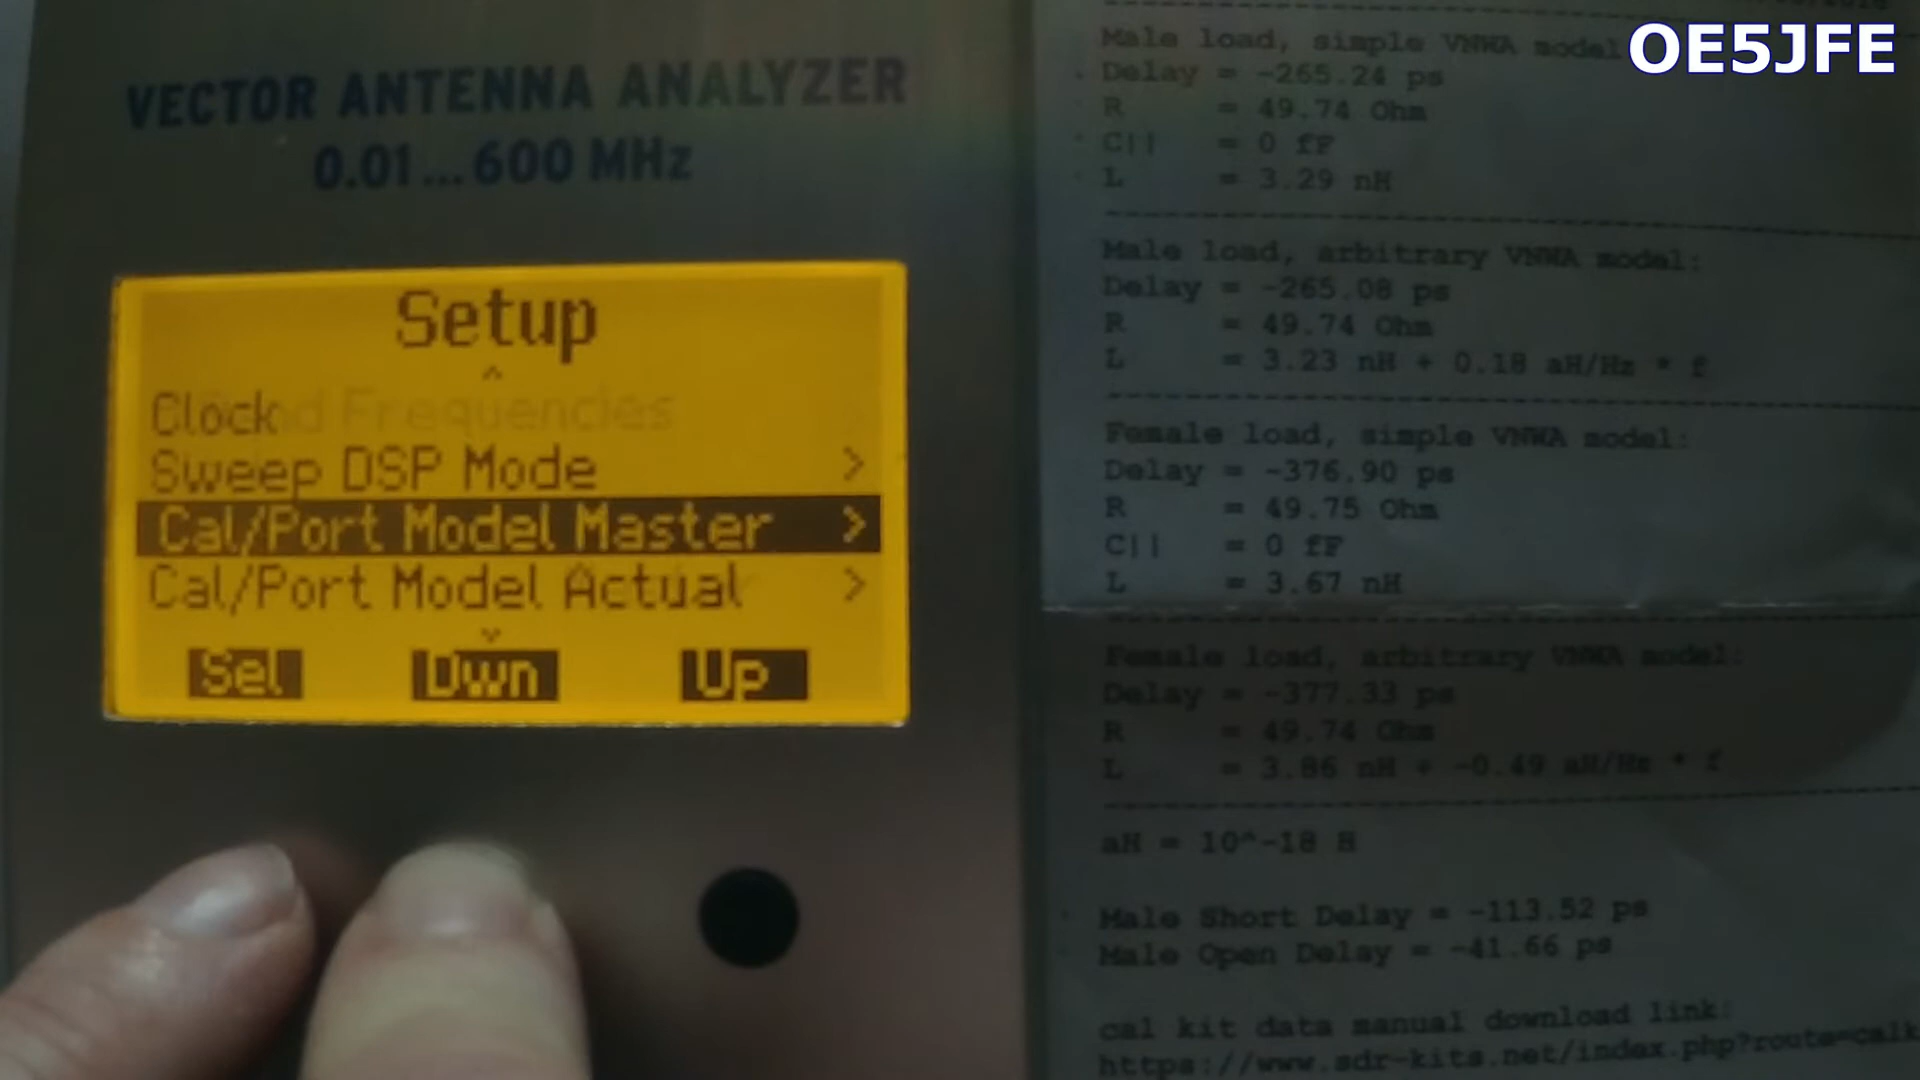 OE5JFE
VECTOR ANTENNA ANALYZER
0.01...600 MHz
Setup
^
Clock
Frequencies
Sweep DSP Mode >
Cal/Port Model Master >
Cal/Port Model Actual >
Sel Dwn Up
Male load, simple VNWA model
Delay = -265.24 ps
R = 49.74 Ohm
C|| = 0 fF
L = 3.29 nH
Male load, arbitrary VNWA model:
Delay = -265.08 ps
R = 49.74 Ohm
L = 3.23 nH + 0.18 aH/Hz * f
Female load, simple VNWA model:
Delay = -376.90 ps
R = 49.75 Ohm
C|| = 0 fF
L = 3.67 nH
Female load, arbitrary VNWA model:
Delay = -377.33 ps
R = 49.74 Ohm
L = 3.86 nH + -0.49 aH/Hz * f
aH = 10^-18 H
Male Short Delay = -113.52 ps
Male Open Delay = -41.66 ps
cal kit data manual download link:
https://www.sdr-kits.net/index.php?route=calk